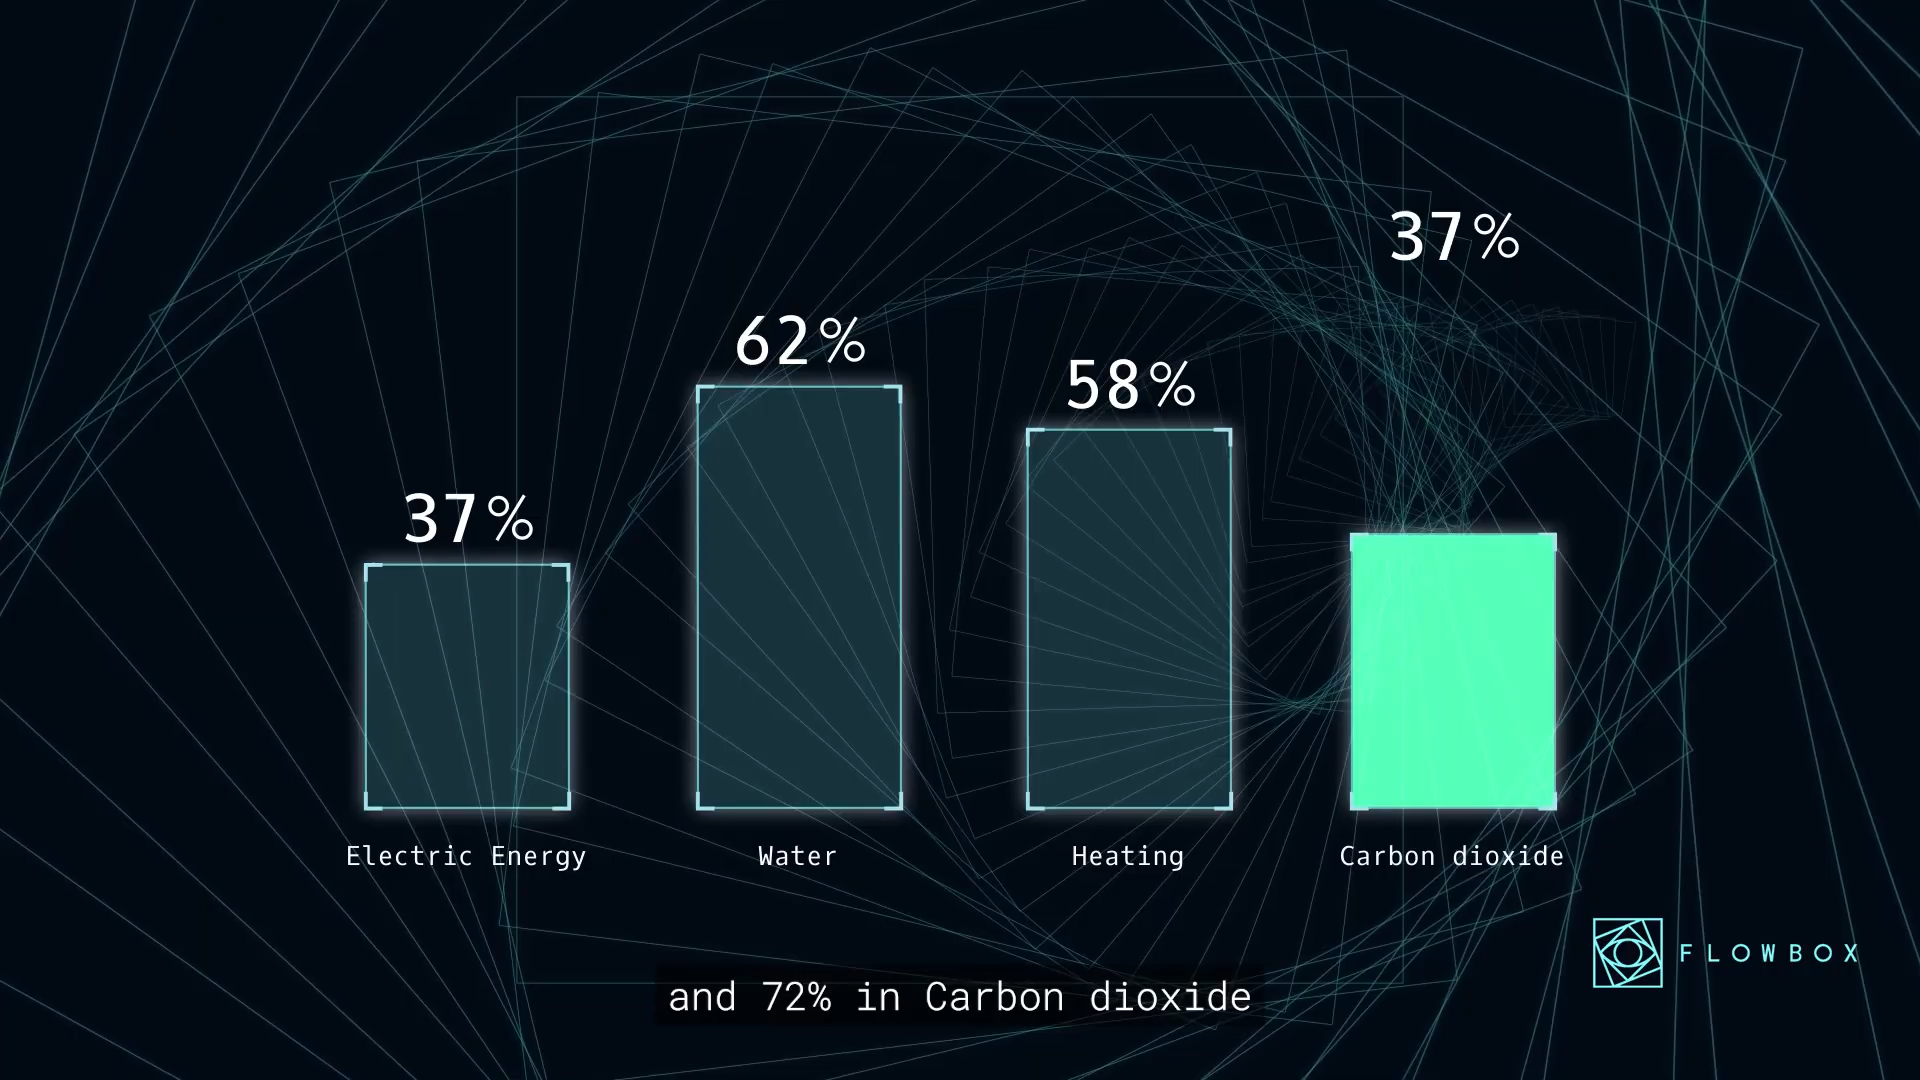 37%
62%
58%
37%
Electric Energy
Water
Heating
Carbon dioxide
FLOWBOX
and 72% in Carbon dioxide